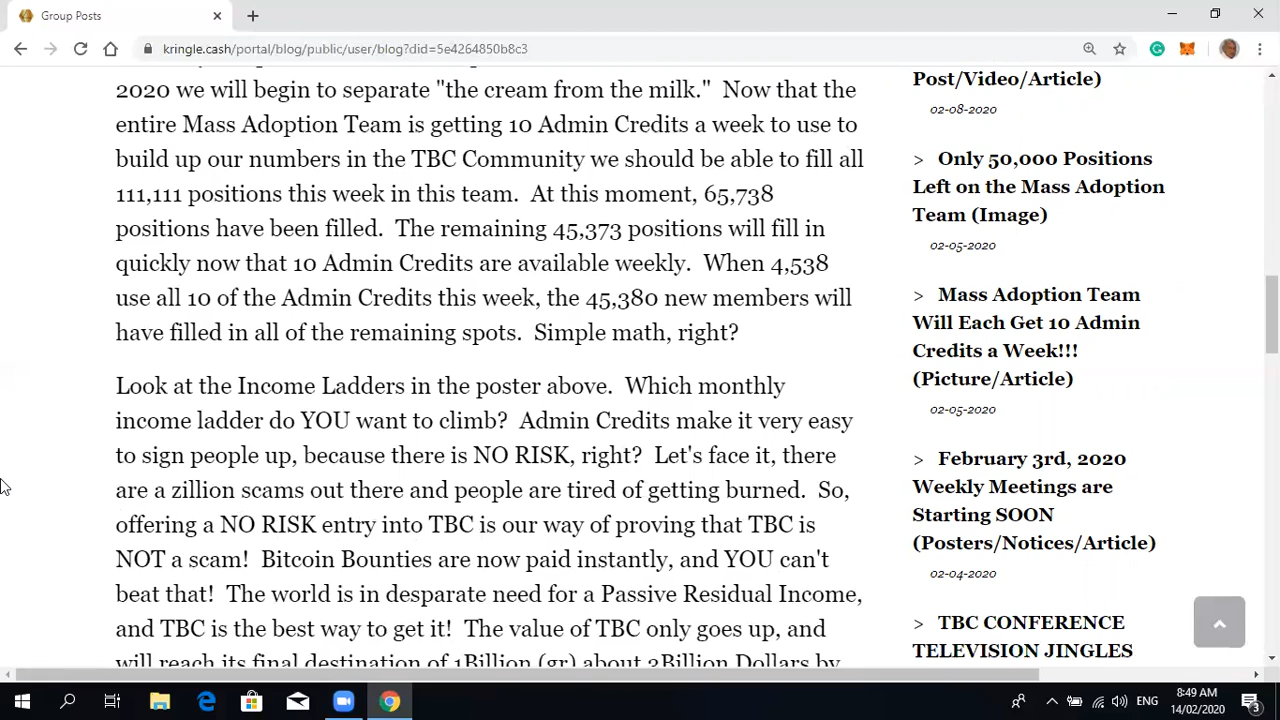 Group Posts
kringle.cash/portal/blog/public/user/blog?did=5e4264850b8c3
2020 we will begin to separate "the cream from the milk." Now that the
entire Mass Adoption Team is getting 10 Admin Credits a week to use to
build up our numbers in the TBC Community we should be able to fill all
111,111 positions this week in this team. At this moment, 65,738
positions have been filled. The remaining 45,373 positions will fill in
quickly now that 10 Admin Credits are available weekly. When 4,538
use all 10 of the Admin Credits this week, the 45,380 new members will
have filled in all of the remaining spots. Simple math, right?
Look at the Income Ladders in the poster above. Which monthly
income ladder do YOU want to climb? Admin Credits make it very easy
to sign people up, because there is NO RISK, right? Let's face it, there
are a zillion scams out there and people are tired of getting burned. So,
offering a NO RISK entry into TBC is our way of proving that TBC is
NOT a scam! Bitcoin Bounties are now paid instantly, and YOU can't
beat that! The world is in desparate need for a Passive Residual Income,
and TBC is the best way to get it! The value of TBC only goes up, and
will reach its final destination of 1Billion (gr) about 3Billion Dollars by
Post/Video/Article)
02-08-2020
> Only 50,000 Positions
Left on the Mass Adoption
Team (Image)
02-05-2020
> Mass Adoption Team
Will Each Get 10 Admin
Credits a Week!!!
(Picture/Article)
02-05-2020
> February 3rd, 2020
Weekly Meetings are
Starting SOON
(Posters/Notices/Article)
02-04-2020
> TBC CONFERENCE
TELEVISION JINGLES
ENG
8:49 AM
14/02/2020
3